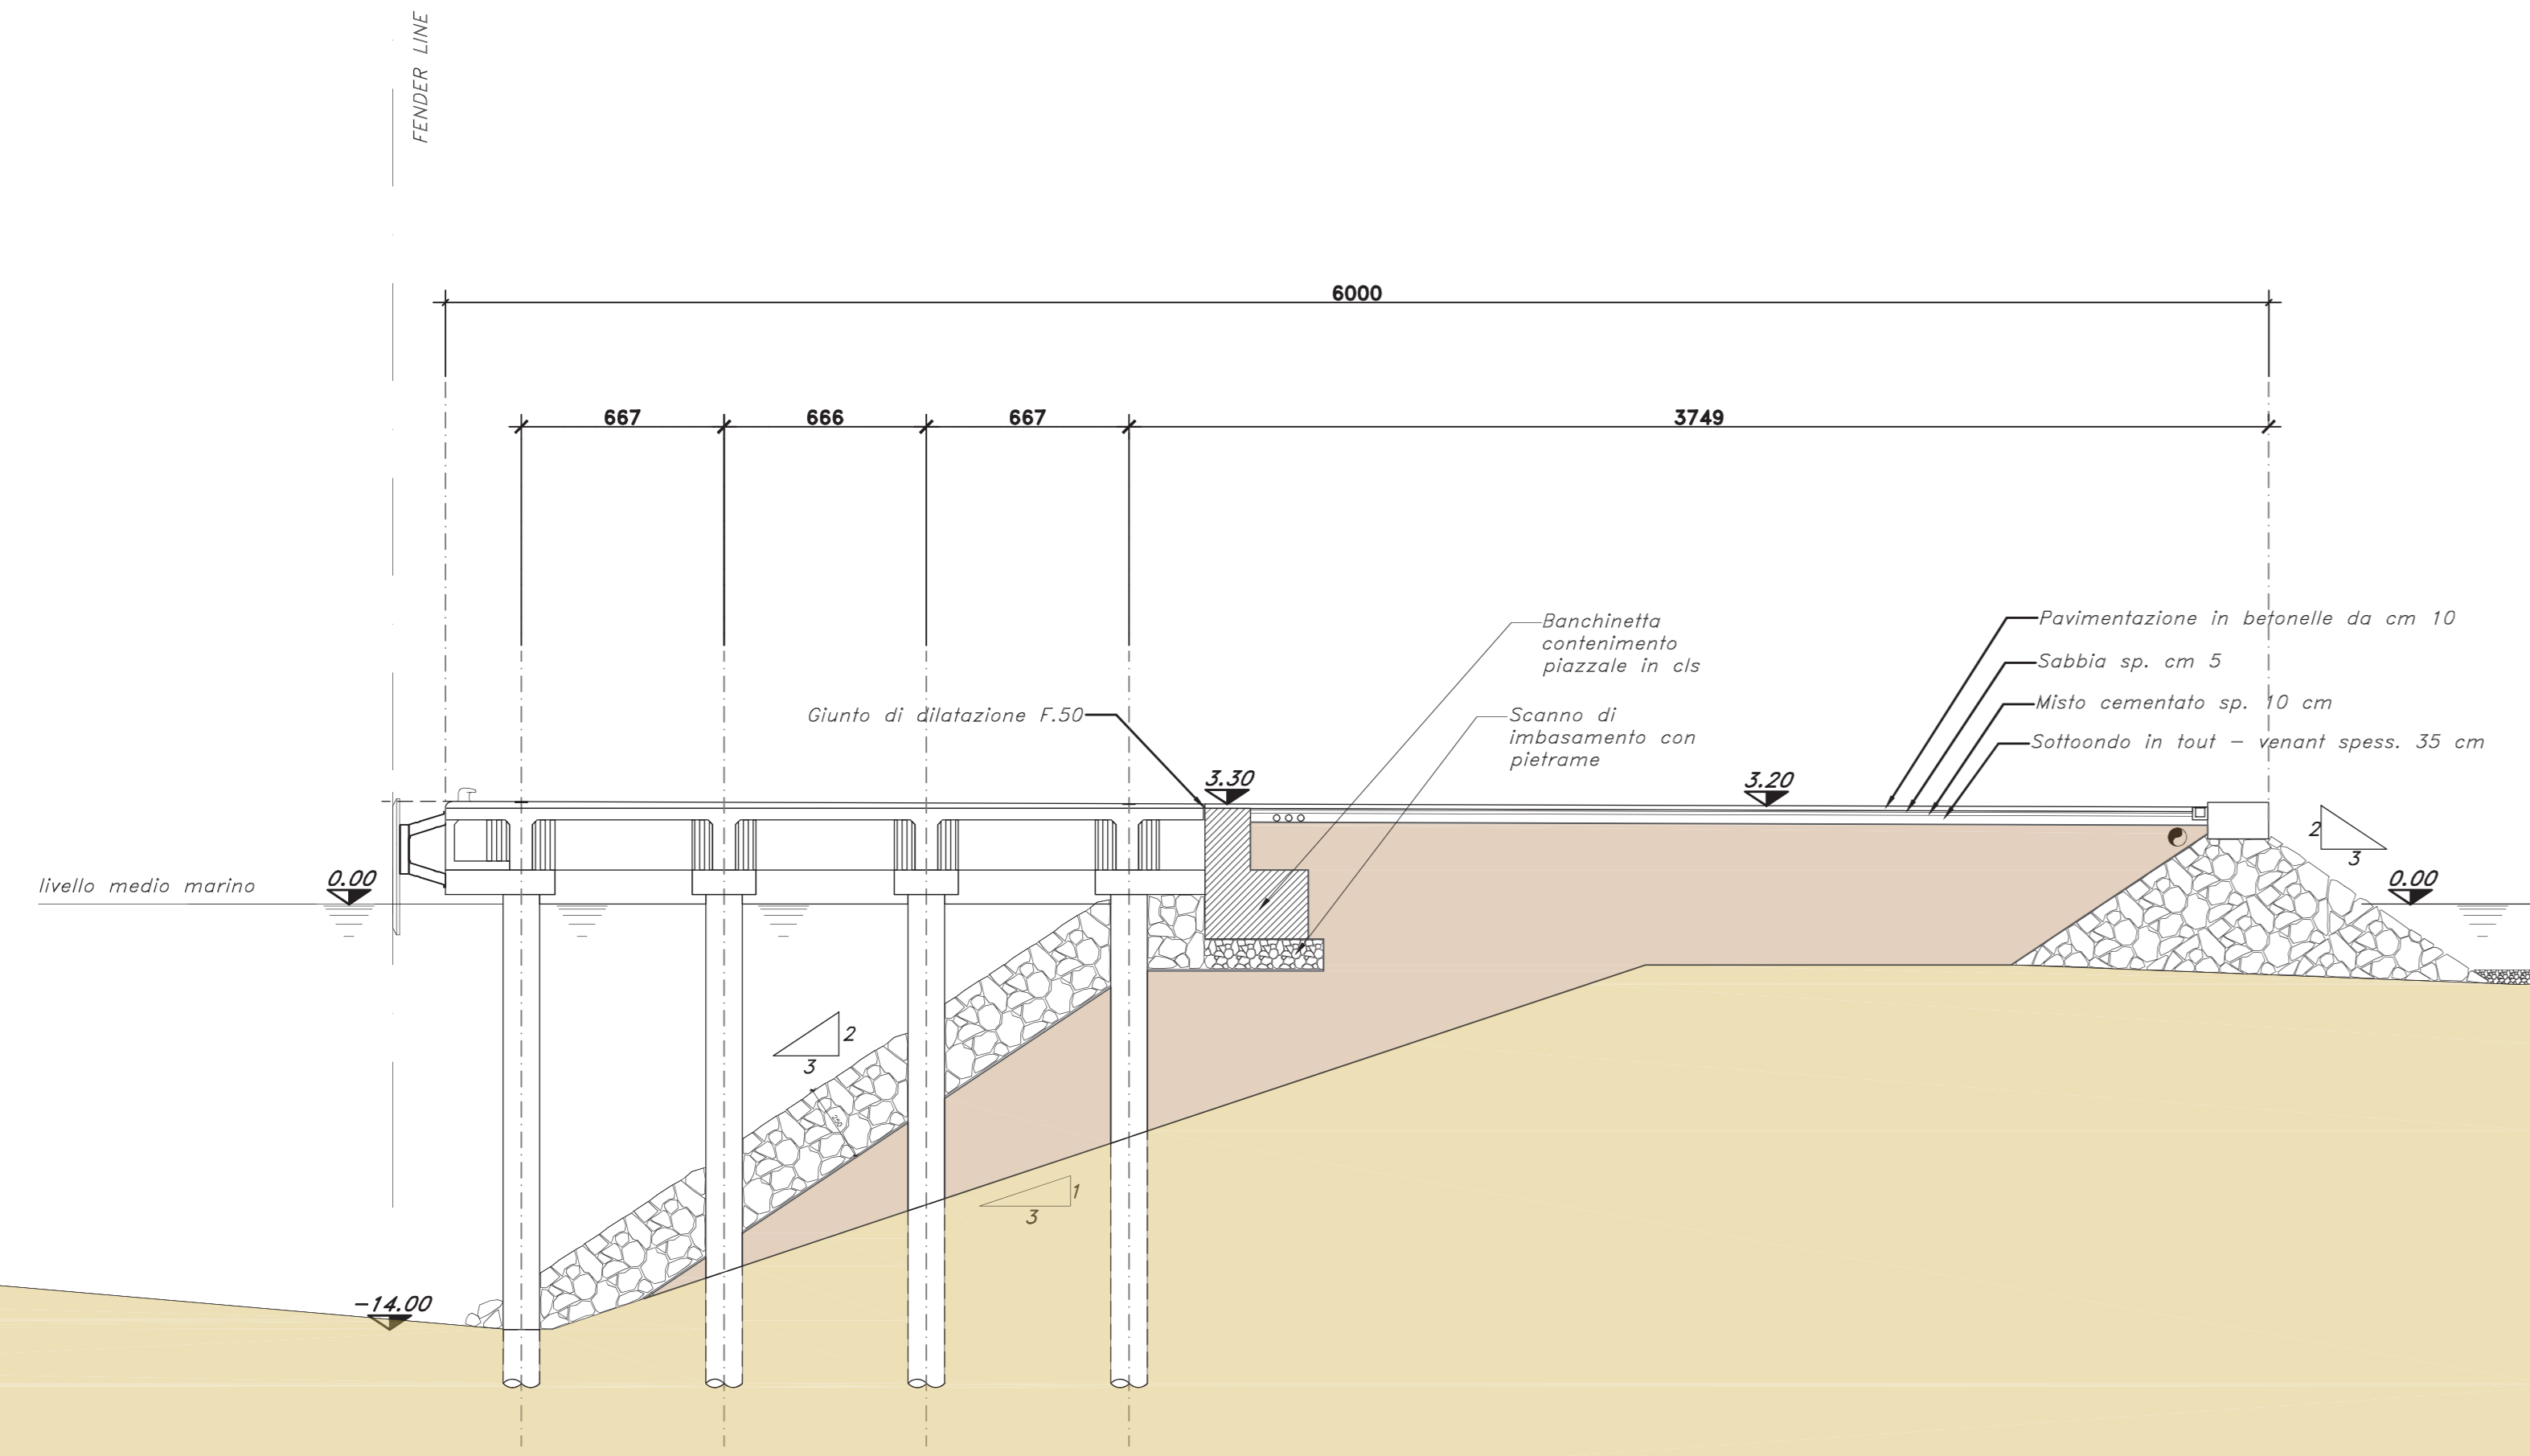 FENDER LINE
6000
667
666
667
3749
Banchinetta
contenimento
piazzale in cls
Pavimentazione in betonelle da cm 10
Sabbia sp. cm 5
Misto cementato sp. 10 cm
Sottoondo in tout – venant spess. 35 cm
Giunto di dilatazione F.50
Scanno di
imbasamento con
pietrame
3.30
3.20
2
3
livello medio marino
0.00
0.00
2
3
250
1
3
-14.00